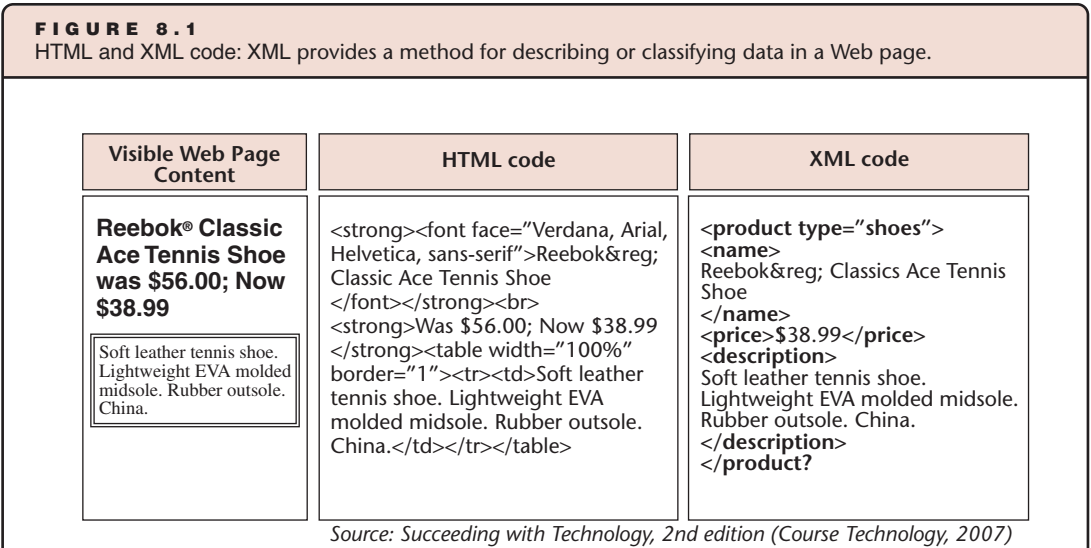 FIGURE 8.1
HTML and XML code: XML provides a method for describing or classifying data in a Web page.
Visible Web Page
Content
Reebok® Classic
Ace Tennis Shoe
was $56.00; Now
$38.99
Soft leather tennis shoe.
Lightweight EVA molded
midsole. Rubber outsole.
China.
HTML code
<strong><font face=”Verdana, Arial,
Helvetica, sans-serif”>Reebok&reg;
Classic Ace Tennis Shoe
</font></strong><br>
<strong>Was $56.00; Now $38.99
</strong><table width=”100%”
border=”1”><tr><td>Soft leather
tennis shoe. Lightweight EVA
molded midsole. Rubber outsole.
China.</td></tr></table>
XML code
<product type=”shoes”>
<name>
Reebok&reg; Classics Ace Tennis
Shoe
</name>
<price>$38.99</price>
<description>
Soft leather tennis shoe.
Lightweight EVA molded midsole.
Rubber outsole. China.
</description>
</product?
Source: Succeeding with Technology, 2nd edition (Course Technology, 2007)